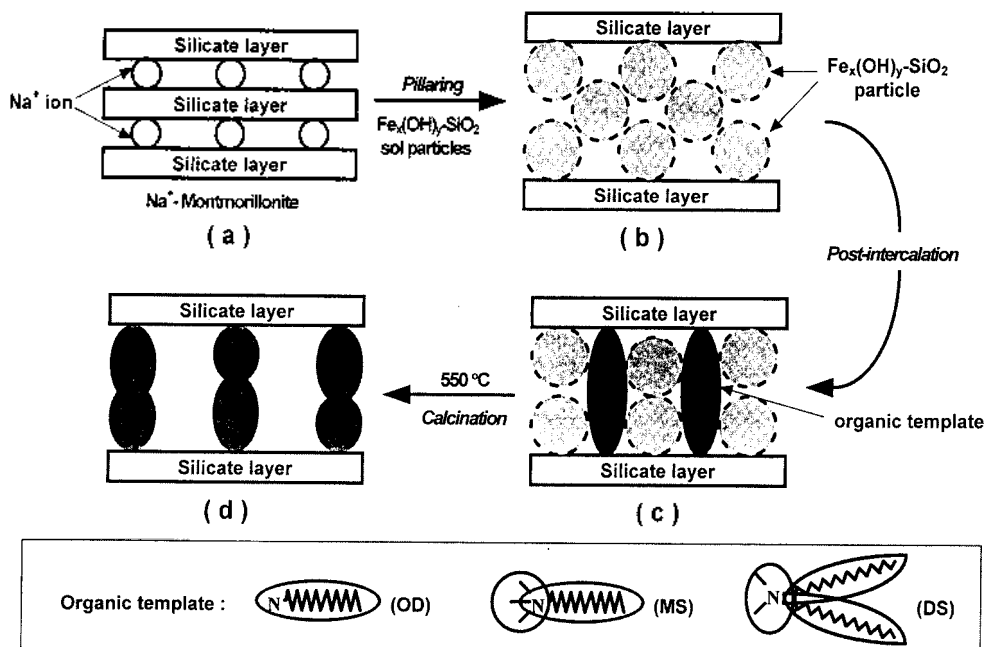 Silicate layer
Na⁺ ion
Silicate layer
Silicate layer
Na⁺- Montmorillonite
( a )
Pillaring
Feₓ(OH)ᵧ-SiO₂
sol particles
Silicate layer
Feₓ(OH)ᵧ-SiO₂
particle
Silicate layer
( b )
Post-intercalation
Silicate layer
Silicate layer
( d )
550 °C
Calcination
Silicate layer
organic template
Silicate layer
( c )
Organic template :
N
(OD)
N
(MS)
N
(DS)